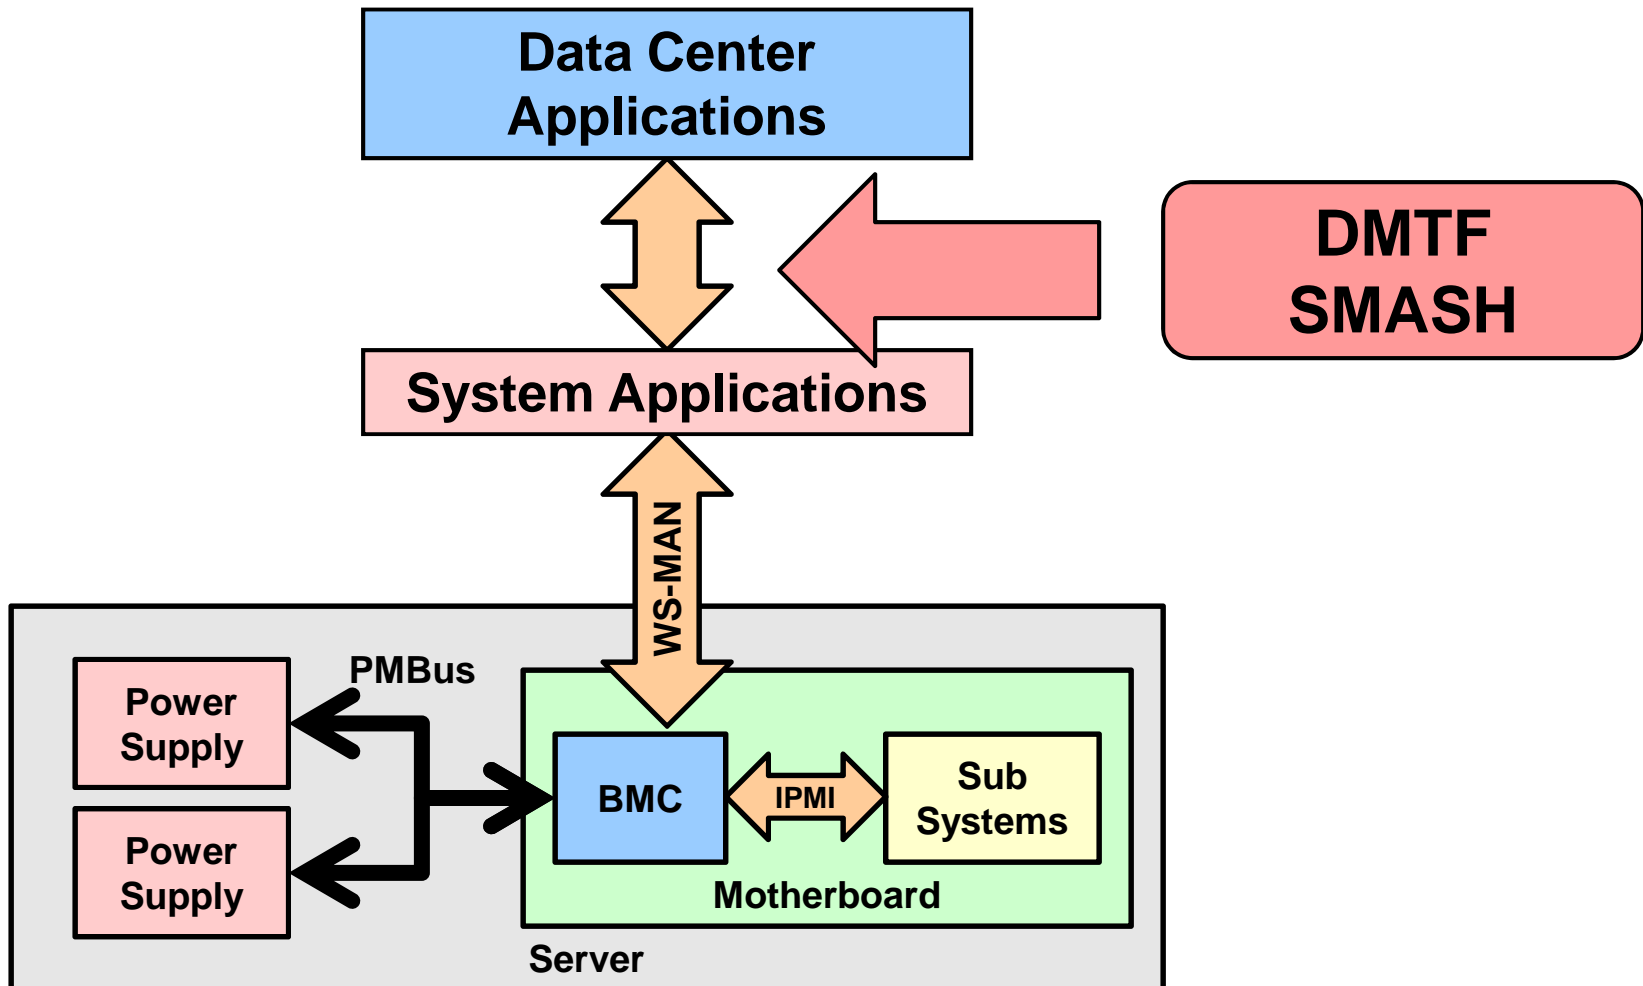 Data Center
Applications
DMTF
SMASH
System Applications
WS-MAN
PMBus
Power
Supply
BMC
IPMI
Sub
Systems
Power
Supply
Motherboard
Server